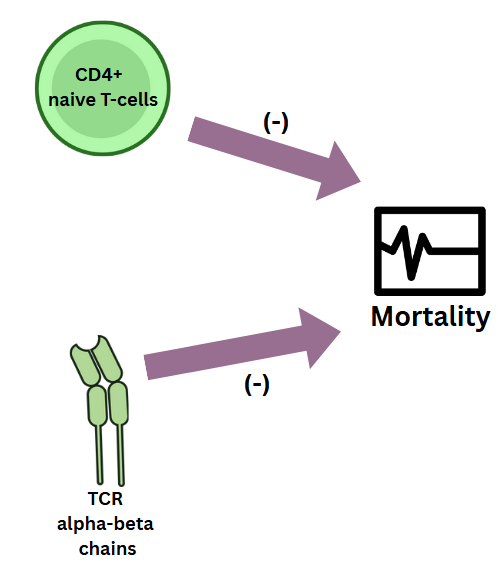 CD4+
naive T-cells
(-)
Mortality
(-)
TCR
alpha-beta
chains